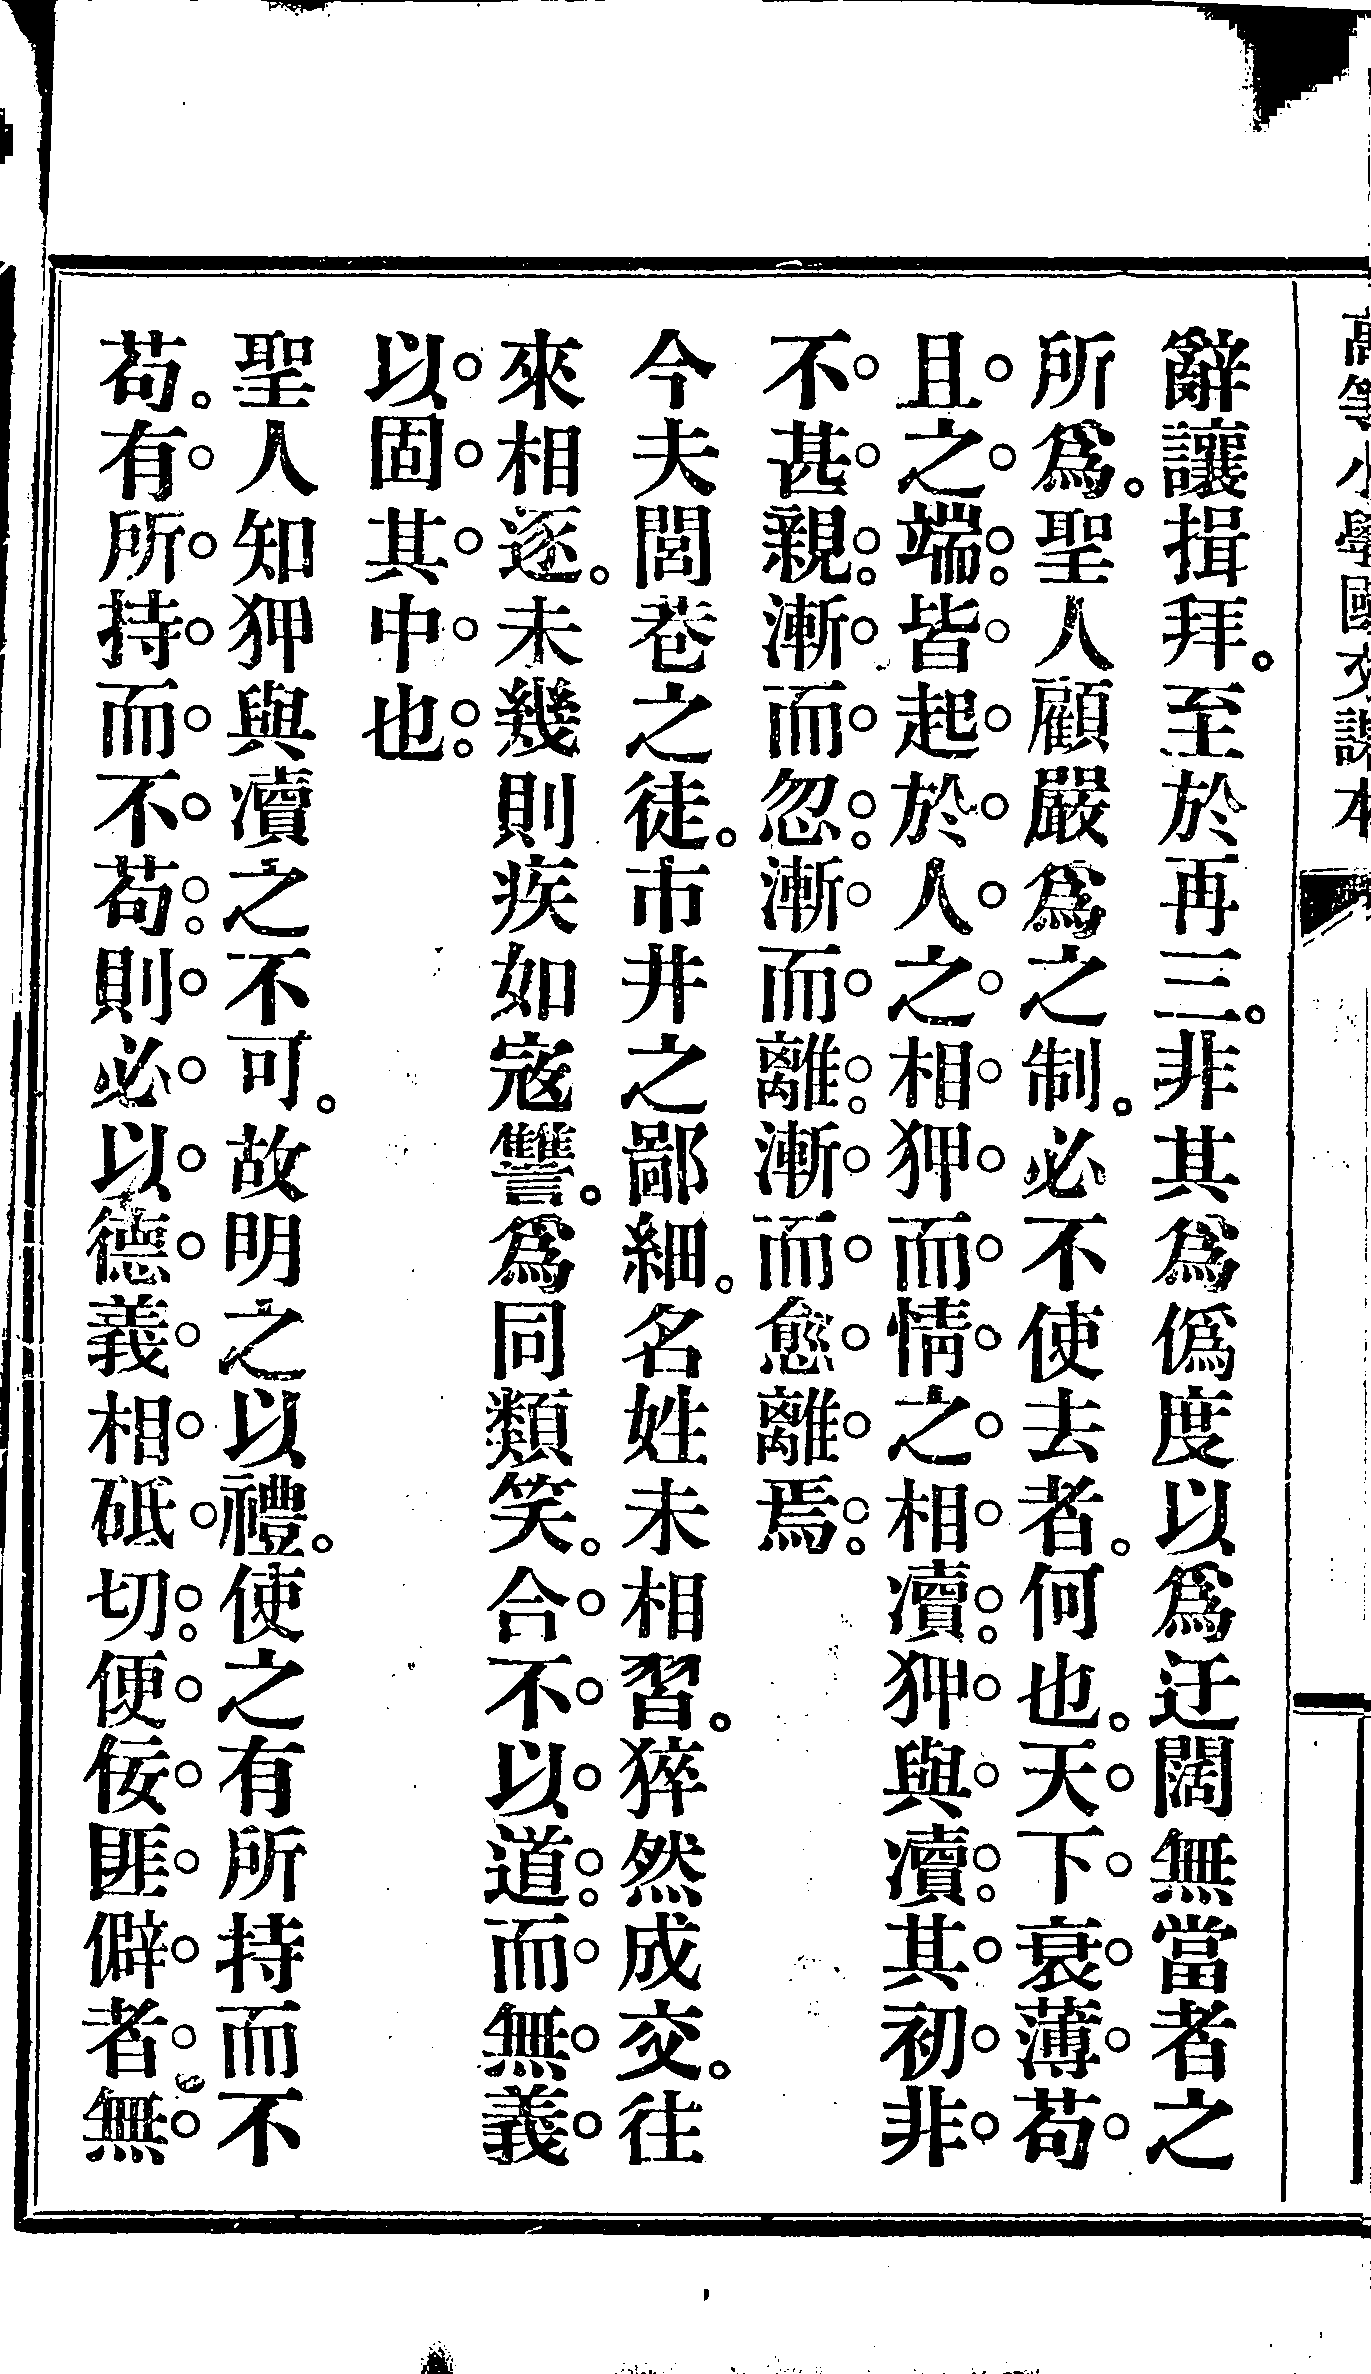 高等小學國文課本
辭讓揖拜。至於再三。非其爲僞度以爲迂闊無當者之
所爲。聖人顧嚴爲之制。必不使去者。何也。天下衰薄苟
且之端。皆起於人之相狎而情之相瀆。狎與瀆。其初非
不甚親。漸而忽。漸而離。漸而愈離焉。
今夫閭巷之徒。市井之鄙細。名姓未相習。猝然成交。往
來相逐。未幾則疾如寇讐。爲同類笑。合不以道。而無義
以固其中也。
聖人知狎與瀆之不可。故明之以禮。使之有所持而不
苟。有所持而不苟。則必以德義相砥切。便佞匪僻者無